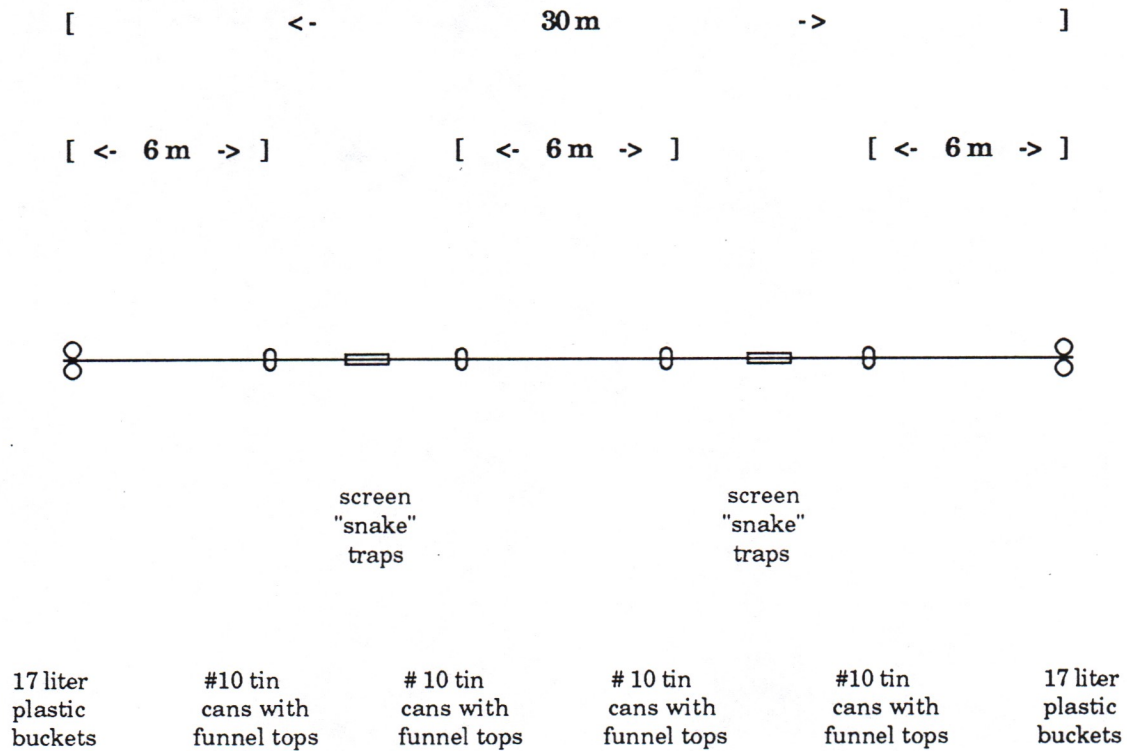 [ <- 30 m -> ]
[ <- 6 m -> ] [ <- 6 m -> ] [ <- 6 m -> ]
screen
"snake"
traps
screen
"snake"
traps
17 liter
plastic
buckets
#10 tin
cans with
funnel tops
# 10 tin
cans with
funnel tops
# 10 tin
cans with
funnel tops
#10 tin
cans with
funnel tops
17 liter
plastic
buckets